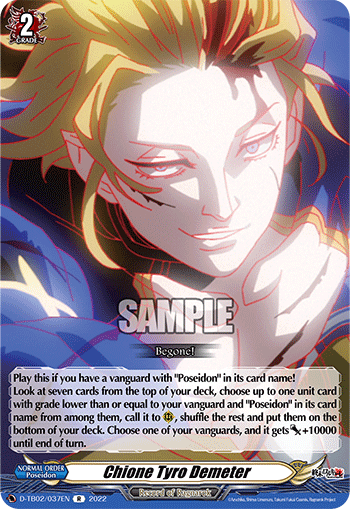 2
GRADE
SAMPLE
Begone!
Play this if you have a vanguard with "Poseidon" in its card name!
Look at seven cards from the top of your deck, choose up to one unit card
with grade lower than or equal to your vanguard and "Poseidon" in its card
name from among them, call it to , shuffle the rest and put them on the
bottom of your deck. Choose one of your vanguards, and it gets +10000
until end of turn.
NORMAL ORDER
Poseidon
Chione Tyro Demeter
D-TB02/037EN R 2022
Record of Ragnarok